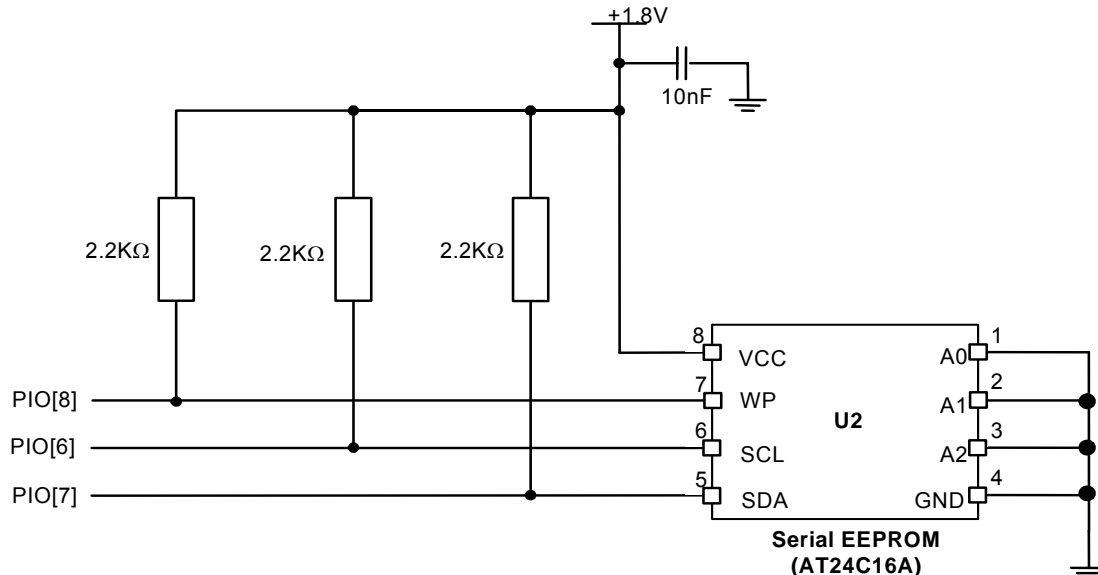 +1.8V
10nF
2.2KΩ
2.2KΩ
2.2KΩ
8
VCC
A0
1
PIO[8]
7
WP
U2
A1
2
PIO[6]
6
SCL
A2
3
PIO[7]
5
SDA
GND
4
Serial EEPROM
(AT24C16A)